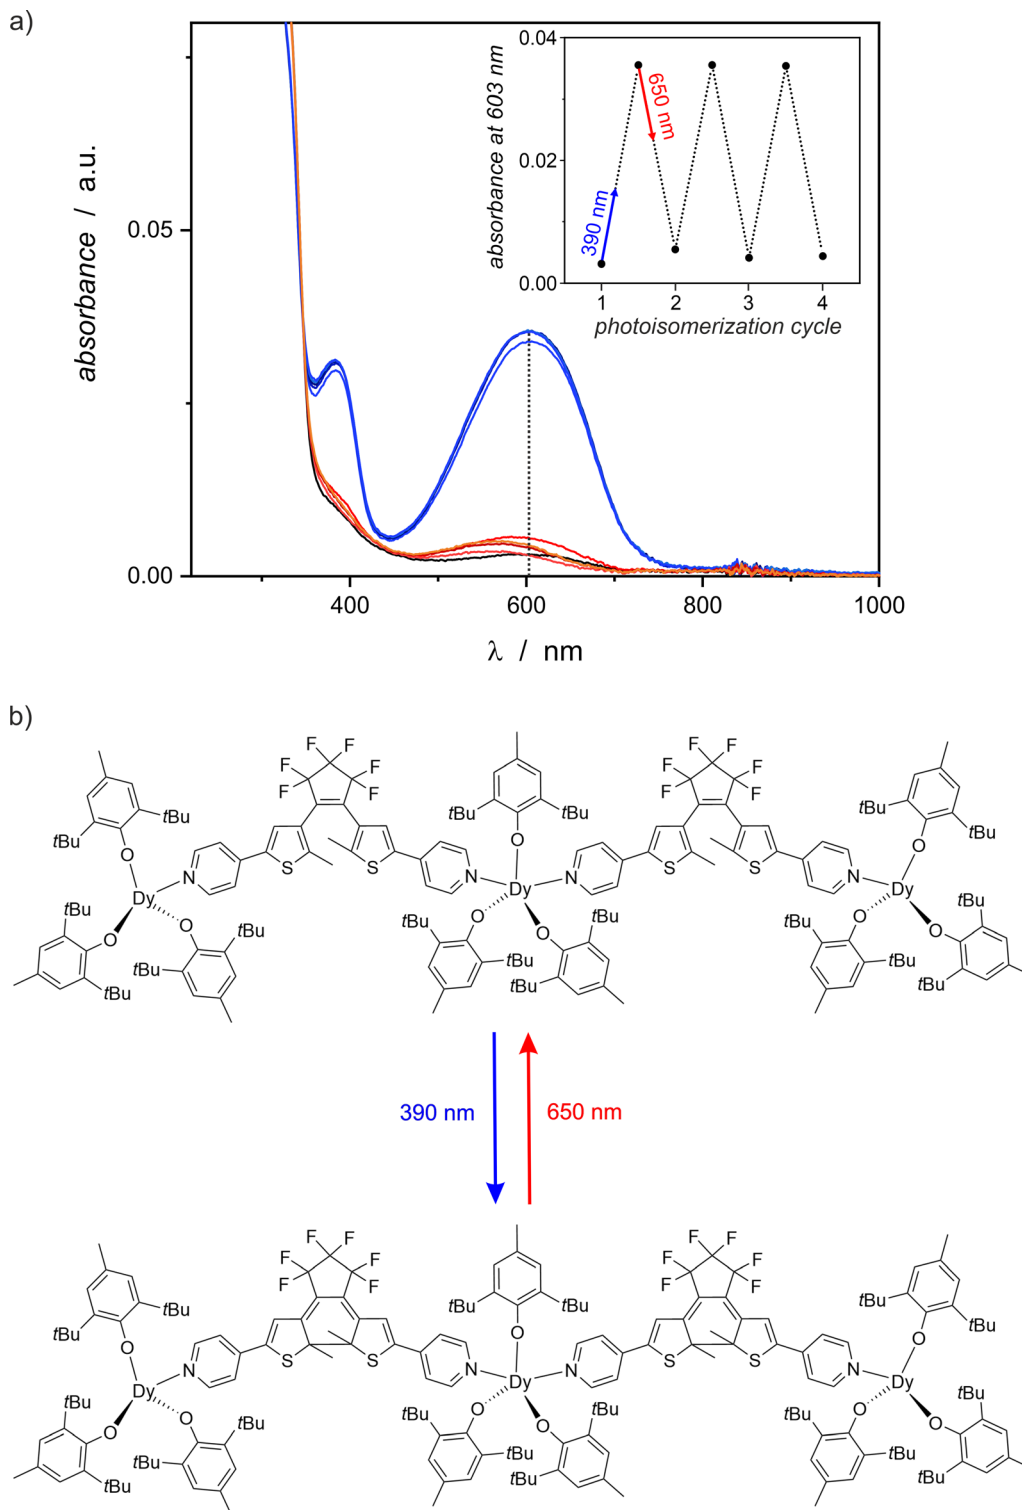 a)
absorbance / a.u.
0.05
0.00
400
600
800
1000
λ / nm
absorbance at 603 nm
0.04
0.02
0.00
390 nm
650 nm
1
2
3
4
photoisomerization cycle
b)
F F F F
F F
F F F F
F F
tBu
tBu
O
S
S
N
Dy
N
O
tBu
tBu
N
Dy
N
O
S
S
tBu
tBu
O
Dy
tBu
O
O
tBu
tBu
tBu
O
O
tBu
tBu
tBu
tBu
O
O
tBu
tBu
tBu
tBu
390 nm
650 nm
F F F F
F F
F F F F
F F
tBu
tBu
O
S
S
N
Dy
N
O
tBu
tBu
N
Dy
N
O
S
S
tBu
tBu
O
Dy
tBu
O
O
tBu
tBu
tBu
O
O
tBu
tBu
tBu
tBu
O
O
tBu
tBu
tBu
tBu